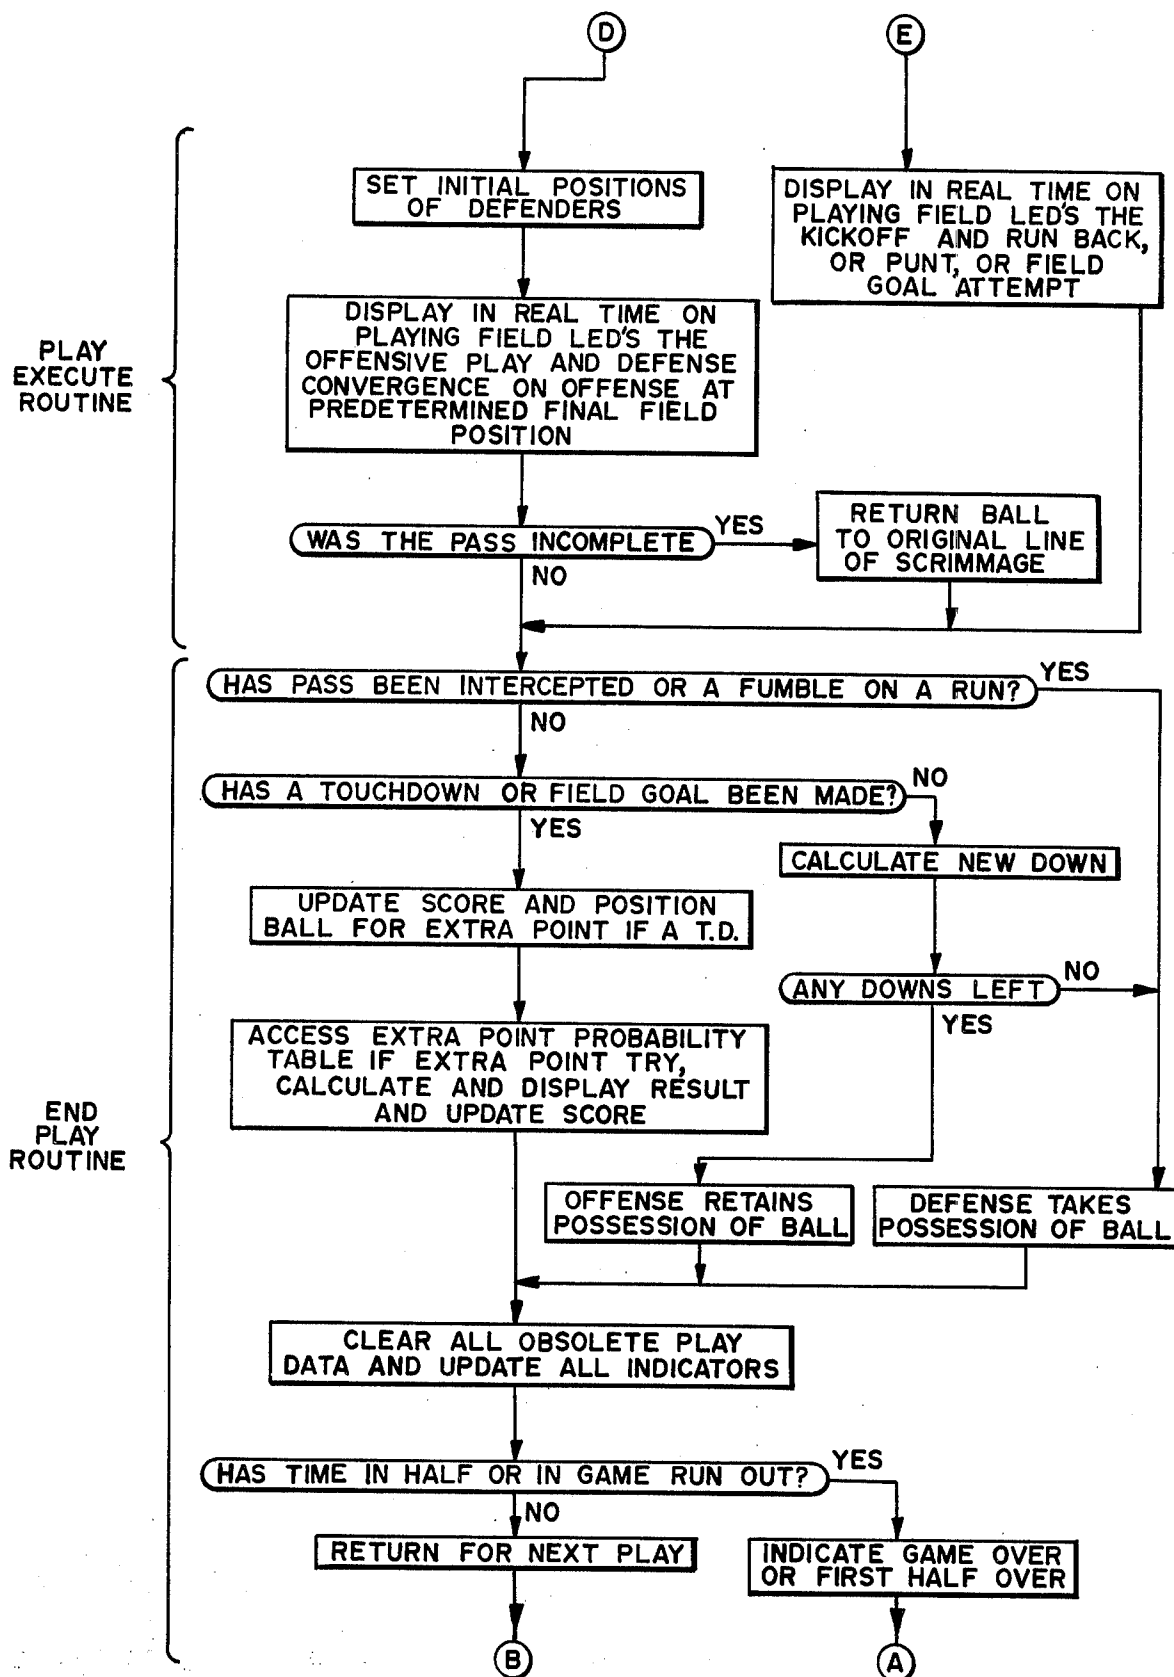 D
E
SET INITIAL POSITIONS
OF DEFENDERS
DISPLAY IN REAL TIME ON
PLAYING FIELD LED'S THE
KICKOFF AND RUN BACK,
OR PUNT, OR FIELD
GOAL ATTEMPT
PLAY
EXECUTE
ROUTINE
DISPLAY IN REAL TIME ON
PLAYING FIELD LED'S THE
OFFENSIVE PLAY AND DEFENSE
CONVERGENCE ON OFFENSE AT
PREDETERMINED FINAL FIELD
POSITION
WAS THE PASS INCOMPLETE
YES
NO
RETURN BALL
TO ORIGINAL LINE
OF SCRIMMAGE
HAS PASS BEEN INTERCEPTED OR A FUMBLE ON A RUN?
YES
NO
HAS A TOUCHDOWN OR FIELD GOAL BEEN MADE?
NO
YES
CALCULATE NEW DOWN
UPDATE SCORE AND POSITION
BALL FOR EXTRA POINT IF A T.D.
ANY DOWNS LEFT
NO
YES
ACCESS EXTRA POINT PROBABILITY
TABLE IF EXTRA POINT TRY,
CALCULATE AND DISPLAY RESULT
AND UPDATE SCORE
END
PLAY
ROUTINE
OFFENSE RETAINS
POSSESSION OF BALL
DEFENSE TAKES
POSSESSION OF BALL
CLEAR ALL OBSOLETE PLAY
DATA AND UPDATE ALL INDICATORS
HAS TIME IN HALF OR IN GAME RUN OUT?
YES
NO
RETURN FOR NEXT PLAY
INDICATE GAME OVER
OR FIRST HALF OVER
B
A